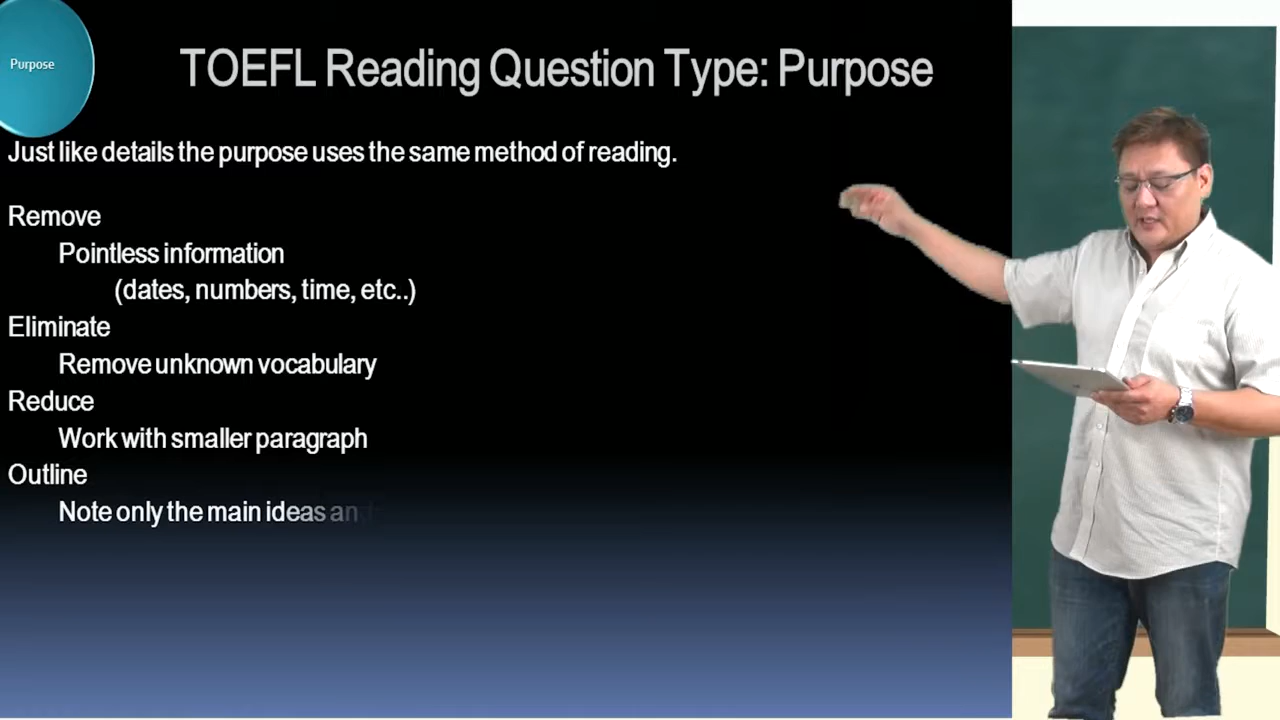 Purpose
TOEFL Reading Question Type: Purpose
Just like details the purpose uses the same method of reading.
Remove
Pointless information
(dates, numbers, time, etc..)
Eliminate
Remove unknown vocabulary
Reduce
Work with smaller paragraph
Outline
Note only the main ideas an